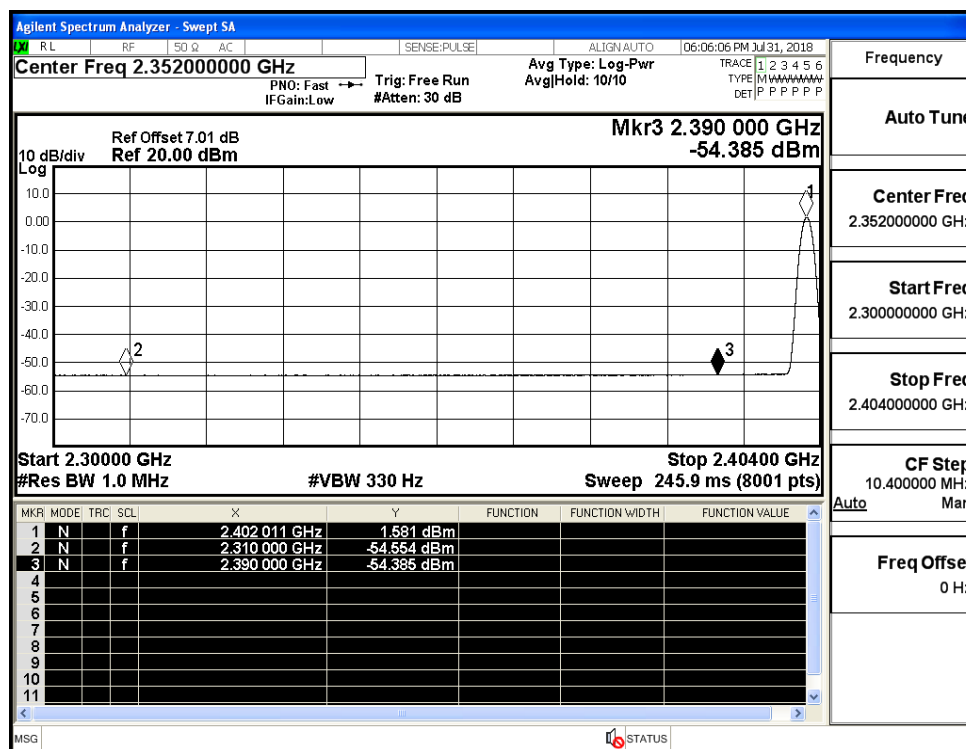 Agilent Spectrum Analyzer - Swept SA
LXI RL RF 50 Ω AC SENSE:PULSE ALIGN AUTO 06:06:06 PM Jul 31, 2018
Center Freq 2.352000000 GHz
PNO: Fast
IFGain:Low
Trig: Free Run
#Atten: 30 dB
Avg Type: Log-Pwr
Avg|Hold: 10/10
TRACE 1 2 3 4 5 6
TYPE M WWWWW
DET P P P P P P
Ref Offset 7.01 dB
Ref 20.00 dBm
10 dB/div
Log
Mkr3 2.390 000 GHz
-54.385 dBm
10.0
0.00
-10.0
-20.0
-30.0
-40.0
-50.0
-60.0
-70.0
1
2
3
Start 2.30000 GHz
Stop 2.40400 GHz
#Res BW 1.0 MHz #VBW 330 Hz Sweep 245.9 ms (8001 pts)
MKR MODE TRC SCL X Y FUNCTION FUNCTION WIDTH FUNCTION VALUE
1 N f 2.402 011 GHz 1.581 dBm
2 N f 2.310 000 GHz -54.554 dBm
3 N f 2.390 000 GHz -54.385 dBm
4
5
6
7
8
9
10
11
MSG STATUS
Frequency
Auto Tune
Center Freq
2.352000000 GHz
Start Freq
2.300000000 GHz
Stop Freq
2.404000000 GHz
CF Step
10.400000 MHz
Auto Man
Freq Offset
0 Hz